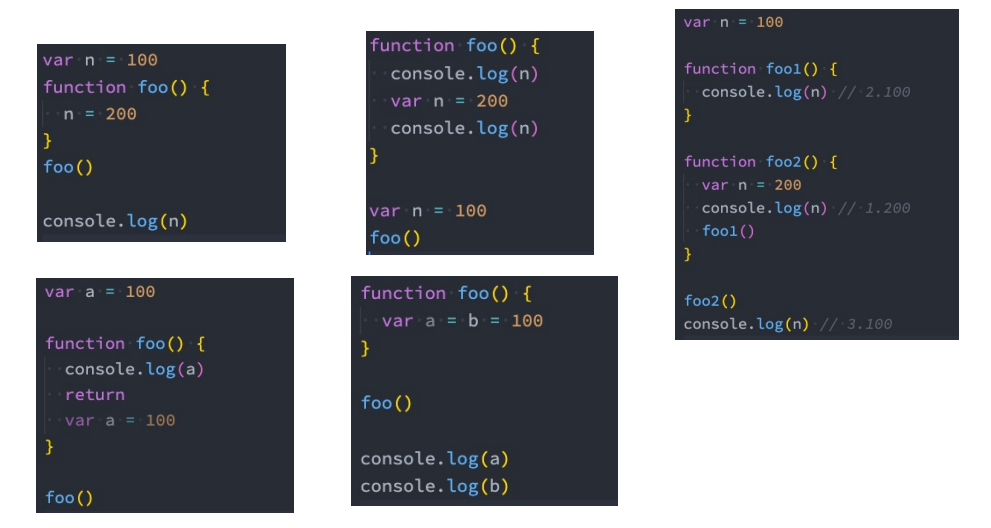 var n = 100
function foo() {
n = 200
}
foo()
console.log(n)
function foo() {
console.log(n)
var n = 200
console.log(n)
}
var n = 100
foo()
var n = 100
function foo1() {
console.log(n) // 2.100
}
function foo2() {
var n = 200
console.log(n) // 1.200
foo1()
}
foo2()
console.log(n) // 3.100
var a = 100
function foo() {
console.log(a)
return
var a = 100
}
foo()
function foo() {
var a = b = 100
}
foo()
console.log(a)
console.log(b)